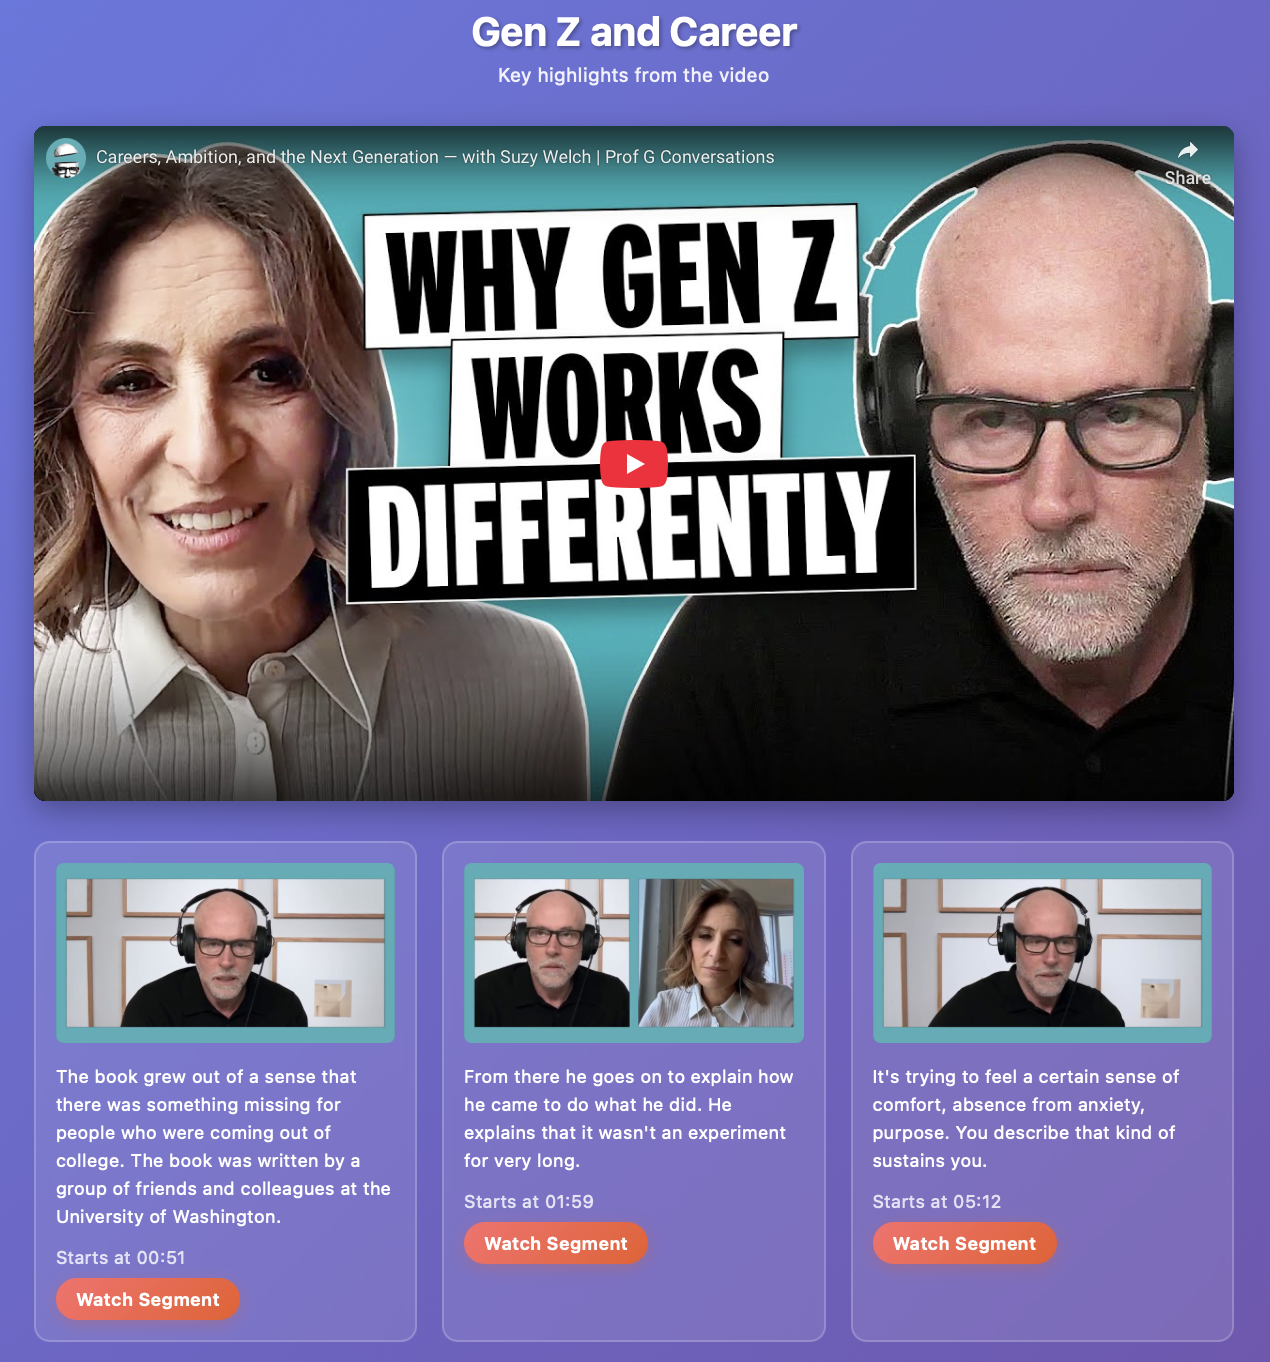 Gen Z and Career
Key highlights from the video
Careers, Ambition, and the Next Generation — with Suzy Welch | Prof G Conversations
Share
WHY GEN Z
WORKS
DIFFERENTLY
The book grew out of a sense that
there was something missing for
people who were coming out of
college. The book was written by a
group of friends and colleagues at the
University of Washington.
Starts at 00:51
Watch Segment
From there he goes on to explain how
he came to do what he did. He
explains that it wasn't an experiment
for very long.
Starts at 01:59
Watch Segment
It's trying to feel a certain sense of
comfort, absence from anxiety,
purpose. You describe that kind of
sustains you.
Starts at 05:12
Watch Segment